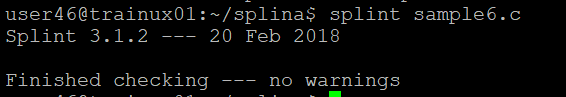 user46@trainux01:~/splina$ splint sample6.c
Splint 3.1.2 --- 20 Feb 2018
Finished checking --- no warnings